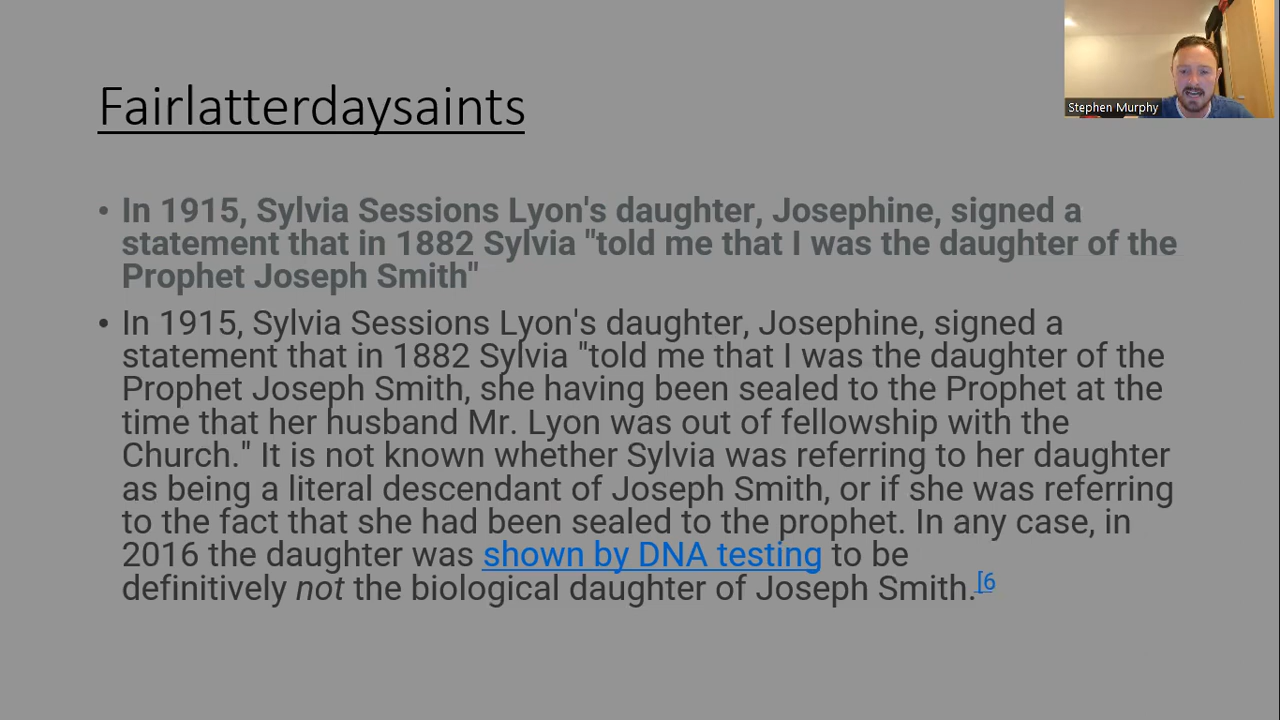 Fairlatterdaysaints
Stephen Murphy
• In 1915, Sylvia Sessions Lyon's daughter, Josephine, signed a
statement that in 1882 Sylvia "told me that I was the daughter of the
Prophet Joseph Smith"
• In 1915, Sylvia Sessions Lyon's daughter, Josephine, signed a
statement that in 1882 Sylvia "told me that I was the daughter of the
Prophet Joseph Smith, she having been sealed to the Prophet at the
time that her husband Mr. Lyon was out of fellowship with the
Church." It is not known whether Sylvia was referring to her daughter
as being a literal descendant of Joseph Smith, or if she was referring
to the fact that she had been sealed to the prophet. In any case, in
2016 the daughter was shown by DNA testing to be
definitively not the biological daughter of Joseph Smith.[6